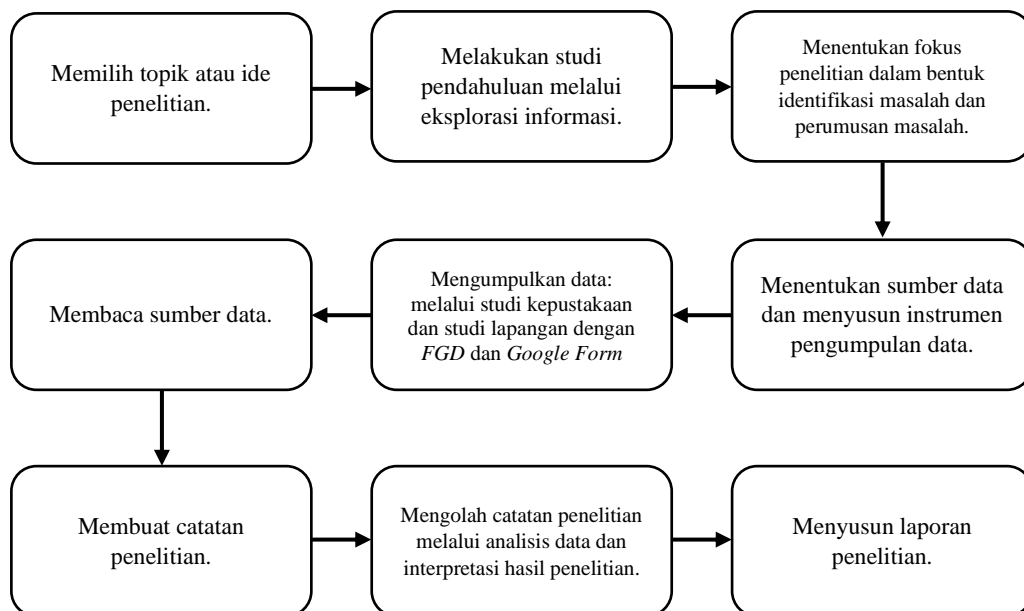 Memilih topik atau ide
penelitian.
Melakukan studi
pendahuluan melalui
eksplorasi informasi.
Menentukan fokus
penelitian dalam bentuk
identifikasi masalah dan
perumusan masalah.
Menentukan sumber data
dan menyusun instrumen
pengumpulan data.
Mengumpulkan data:
melalui studi kepustakaan
dan studi lapangan dengan
FGD dan Google Form
Membaca sumber data.
Membuat catatan
penelitian.
Mengolah catatan penelitian
melalui analisis data dan
interpretasi hasil penelitian.
Menyusun laporan
penelitian.